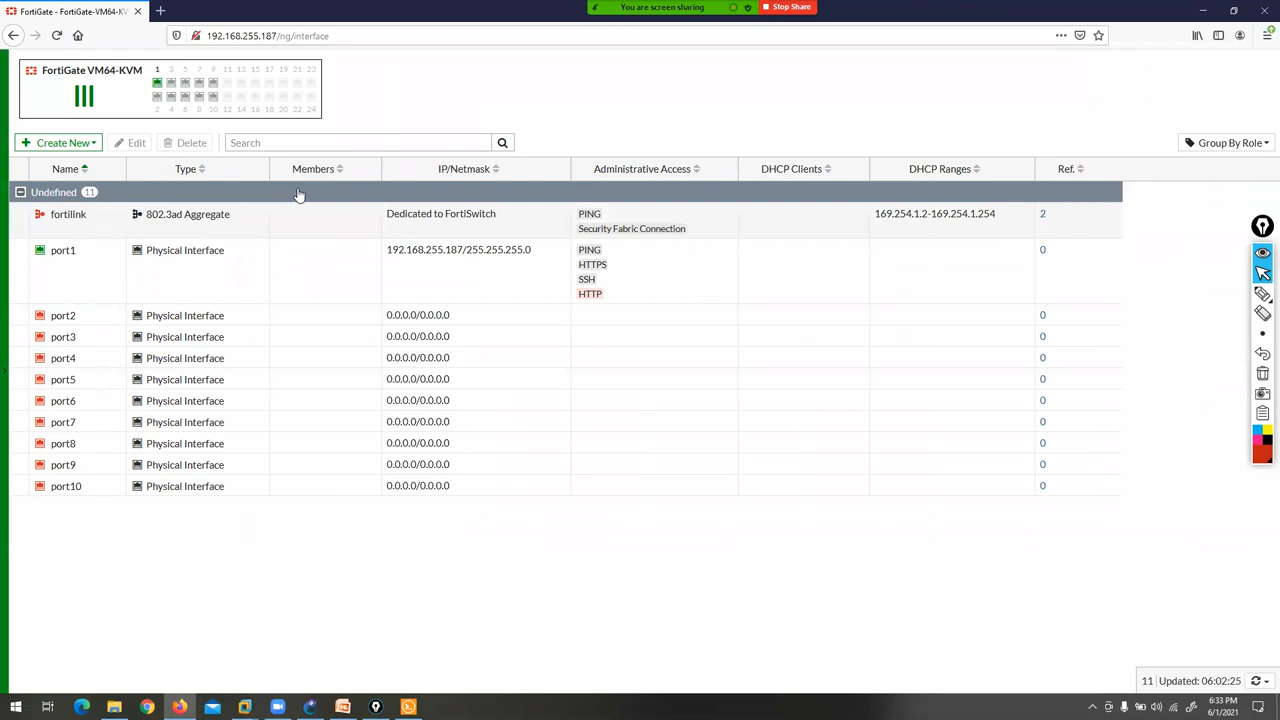 FortiGate - FortiGate-VM64-KV
You are screen sharing
Stop Share
192.168.255.187/ng/interface
FortiGate VM64-KVM
1 3 5 7 9 11 13 15 17 19 21 23
2 4 6 8 10 12 14 16 18 20 22 24
Create New
Edit
Delete
Search
Group By Role
Name Type Members IP/Netmask Administrative Access DHCP Clients DHCP Ranges Ref.
Undefined 11
fortilink 802.3ad Aggregate Dedicated to FortiSwitch PING 169.254.1.2-169.254.1.254 2
Security Fabric Connection
port1 Physical Interface 192.168.255.187/255.255.255.0 PING 0
HTTPS
SSH
HTTP
port2 Physical Interface 0.0.0.0/0.0.0.0 0
port3 Physical Interface 0.0.0.0/0.0.0.0 0
port4 Physical Interface 0.0.0.0/0.0.0.0 0
port5 Physical Interface 0.0.0.0/0.0.0.0 0
port6 Physical Interface 0.0.0.0/0.0.0.0 0
port7 Physical Interface 0.0.0.0/0.0.0.0 0
port8 Physical Interface 0.0.0.0/0.0.0.0 0
port9 Physical Interface 0.0.0.0/0.0.0.0 0
port10 Physical Interface 0.0.0.0/0.0.0.0 0
11 Updated: 06:02:25
6:33 PM
6/1/2021